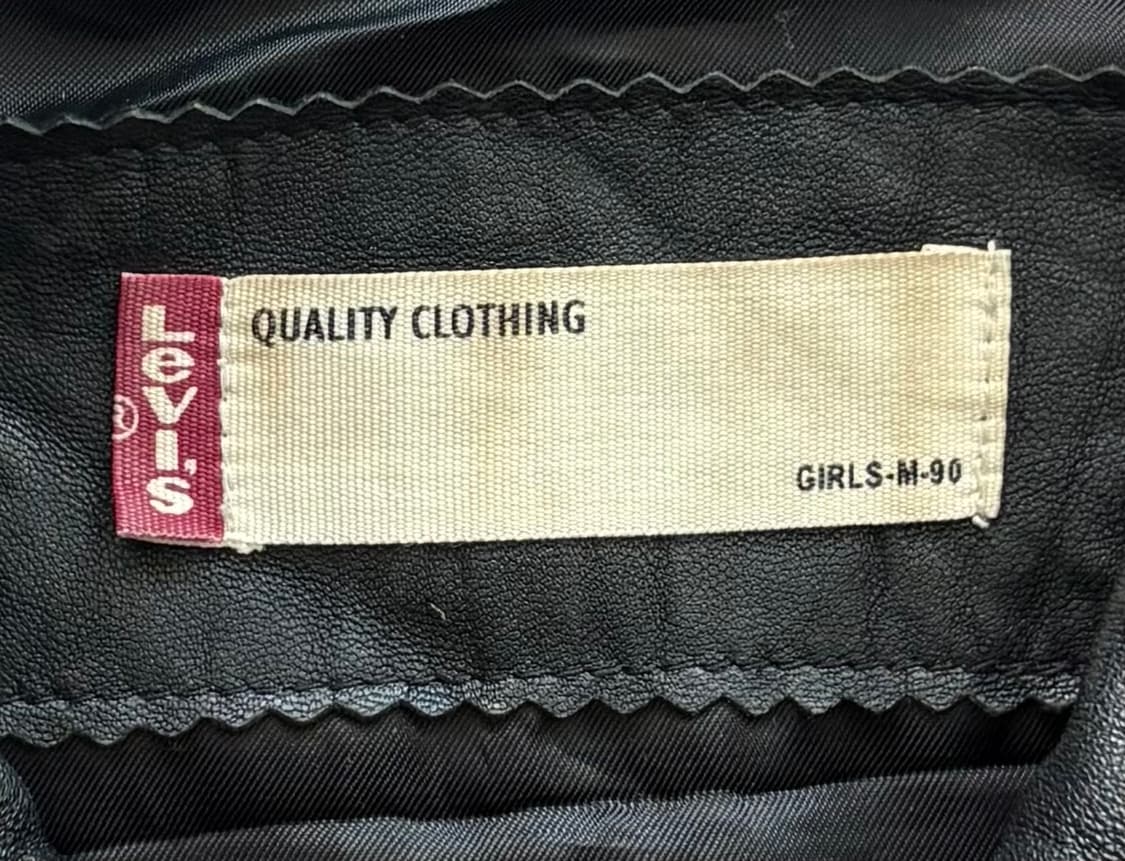 Levi's
®
QUALITY CLOTHING
GIRLS-M-90